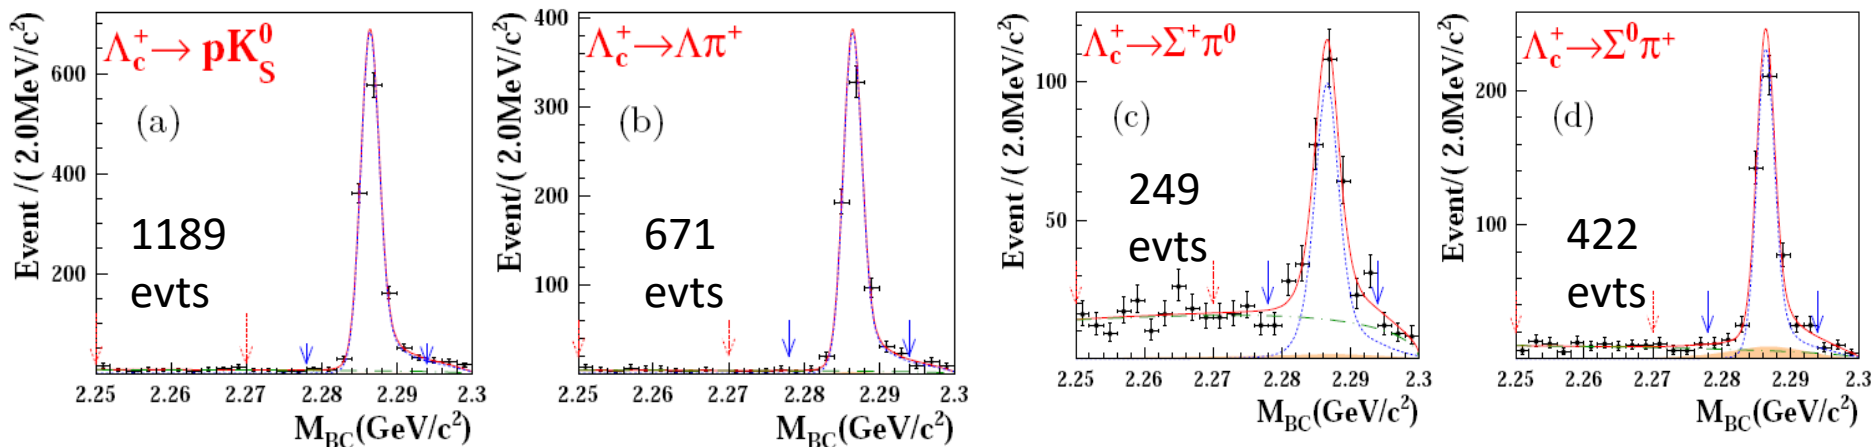 Event /( 2.0MeV/c²)
600
400
200
Λc⁺→ pK⁰S
(a)
1189
evts
2.25 2.26 2.27 2.28 2.29 2.3
MBC(GeV/c²)
Event/( 2.0MeV/c²)
400
300
200
100
Λc⁺→Λπ⁺
(b)
671
evts
2.25 2.26 2.27 2.28 2.29 2.3
MBC(GeV/c²)
Event /( 2.0MeV/c²)
100
50
Λc⁺→Σ⁺π⁰
(c)
249
evts
2.25 2.26 2.27 2.28 2.29 2.3
MBC(GeV/c²)
Event/( 2.0MeV/c²)
200
100
Λc⁺→Σ⁰π⁺
(d)
422
evts
2.25 2.26 2.27 2.28 2.29 2.3
MBC(GeV/c²)